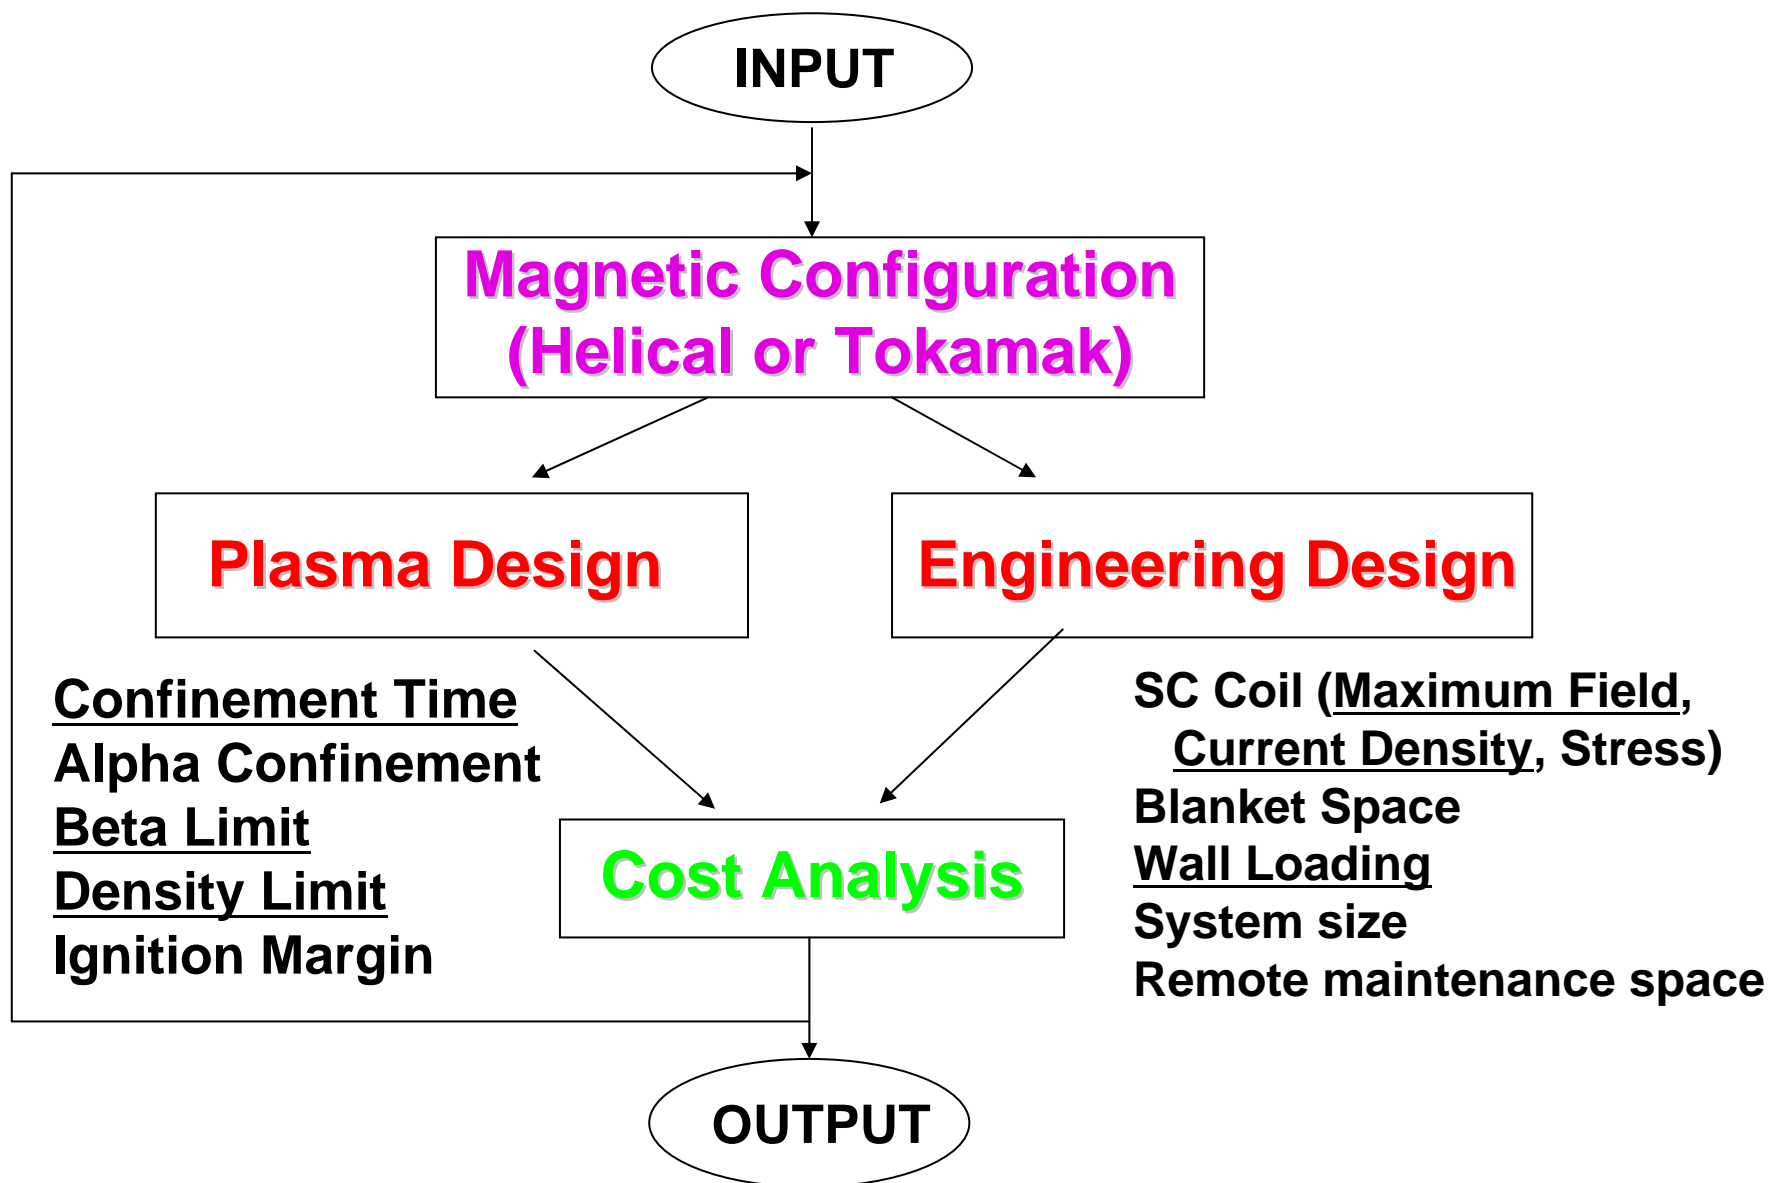 INPUT
Magnetic Configuration
(Helical or Tokamak)
Plasma Design
Engineering Design
Confinement Time
Alpha Confinement
Beta Limit
Density Limit
Ignition Margin
SC Coil (Maximum Field,
Current Density, Stress)
Blanket Space
Wall Loading
System size
Remote maintenance space
Cost Analysis
OUTPUT